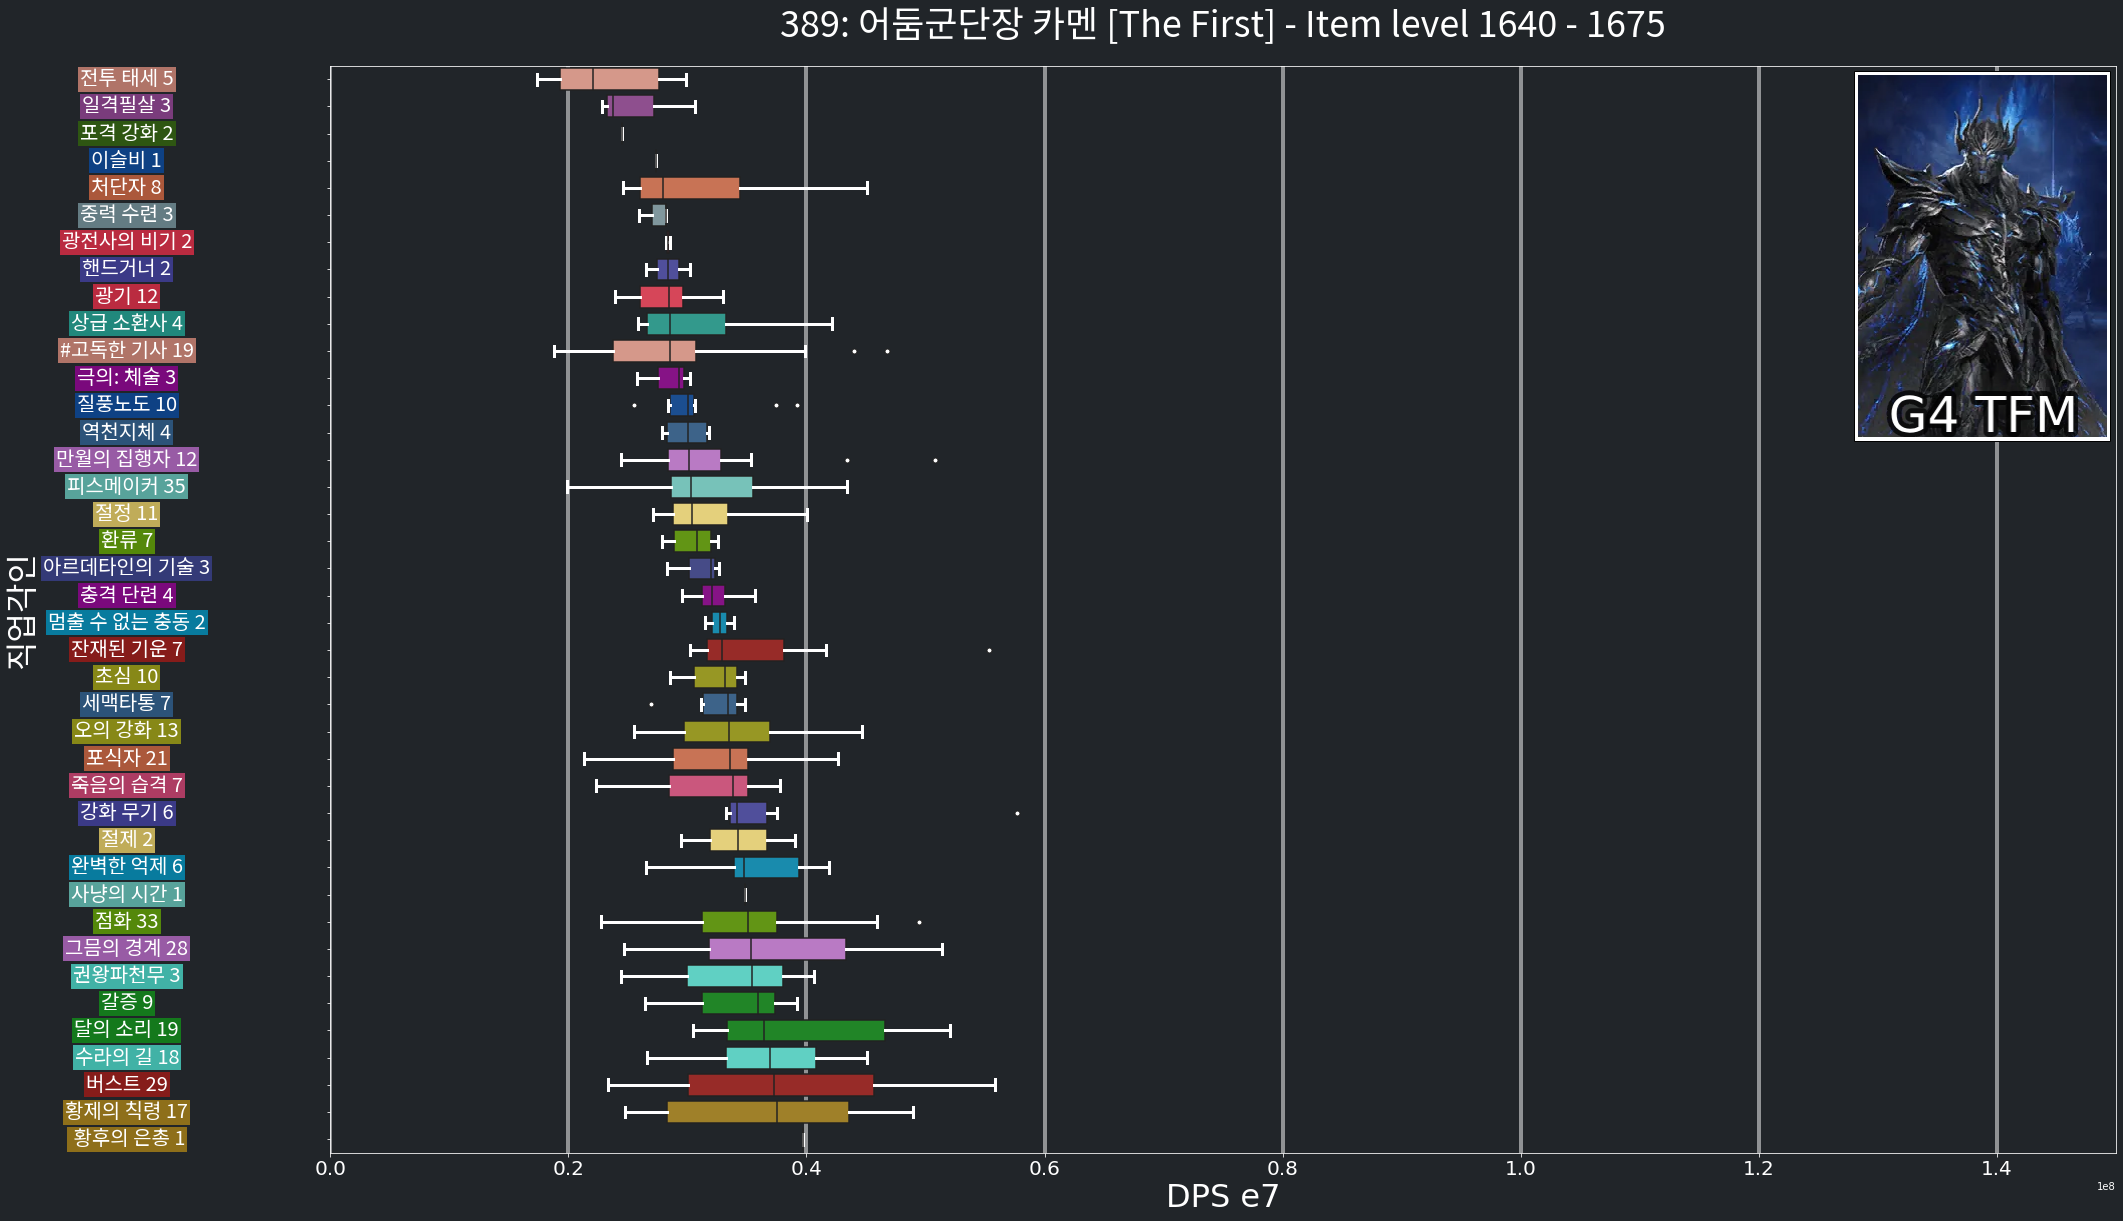 389: 어둠군단장 카멘 [The First] - Item level 1640 - 1675
전투 태세 5
일격필살 3
포격 강화 2
이슬비 1
처단자 8
중력 수련 3
광전사의 비기 2
핸드거너 2
광기 12
상급 소환사 4
#고독한 기사 19
극의: 체술 3
질풍노도 10
역천지체 4
만월의 집행자 12
피스메이커 35
절정 11
환류 7
아르데타인의 기술 3
충격 단련 4
멈출 수 없는 충동 2
잔재된 기운 7
초심 10
세맥타통 7
오의 강화 13
포식자 21
죽음의 습격 7
강화 무기 6
절제 2
완벽한 억제 6
사냥의 시간 1
점화 33
그믐의 경계 28
권왕파천무 3
갈증 9
달의 소리 19
수라의 길 18
버스트 29
황제의 칙령 17
황후의 은총 1
직업각인
G4 TFM
0.0 0.2 0.4 0.6 0.8 1.0 1.2 1.4
1e8
DPS e7